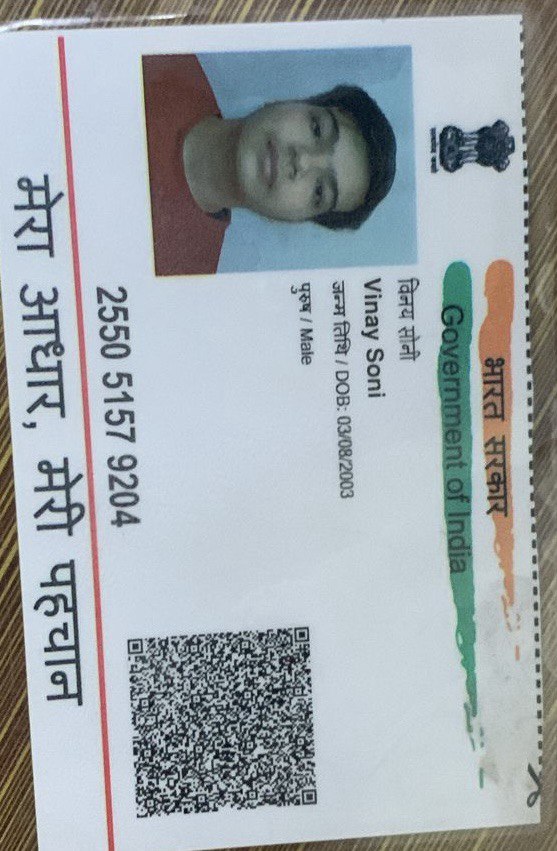 भारत सरकार
Government of India
विनय सोनी
Vinay Soni
जन्म तिथि / DOB: 03/08/2003
पुरुष / Male
2550 5157 9204
मेरा आधार, मेरी पहचान